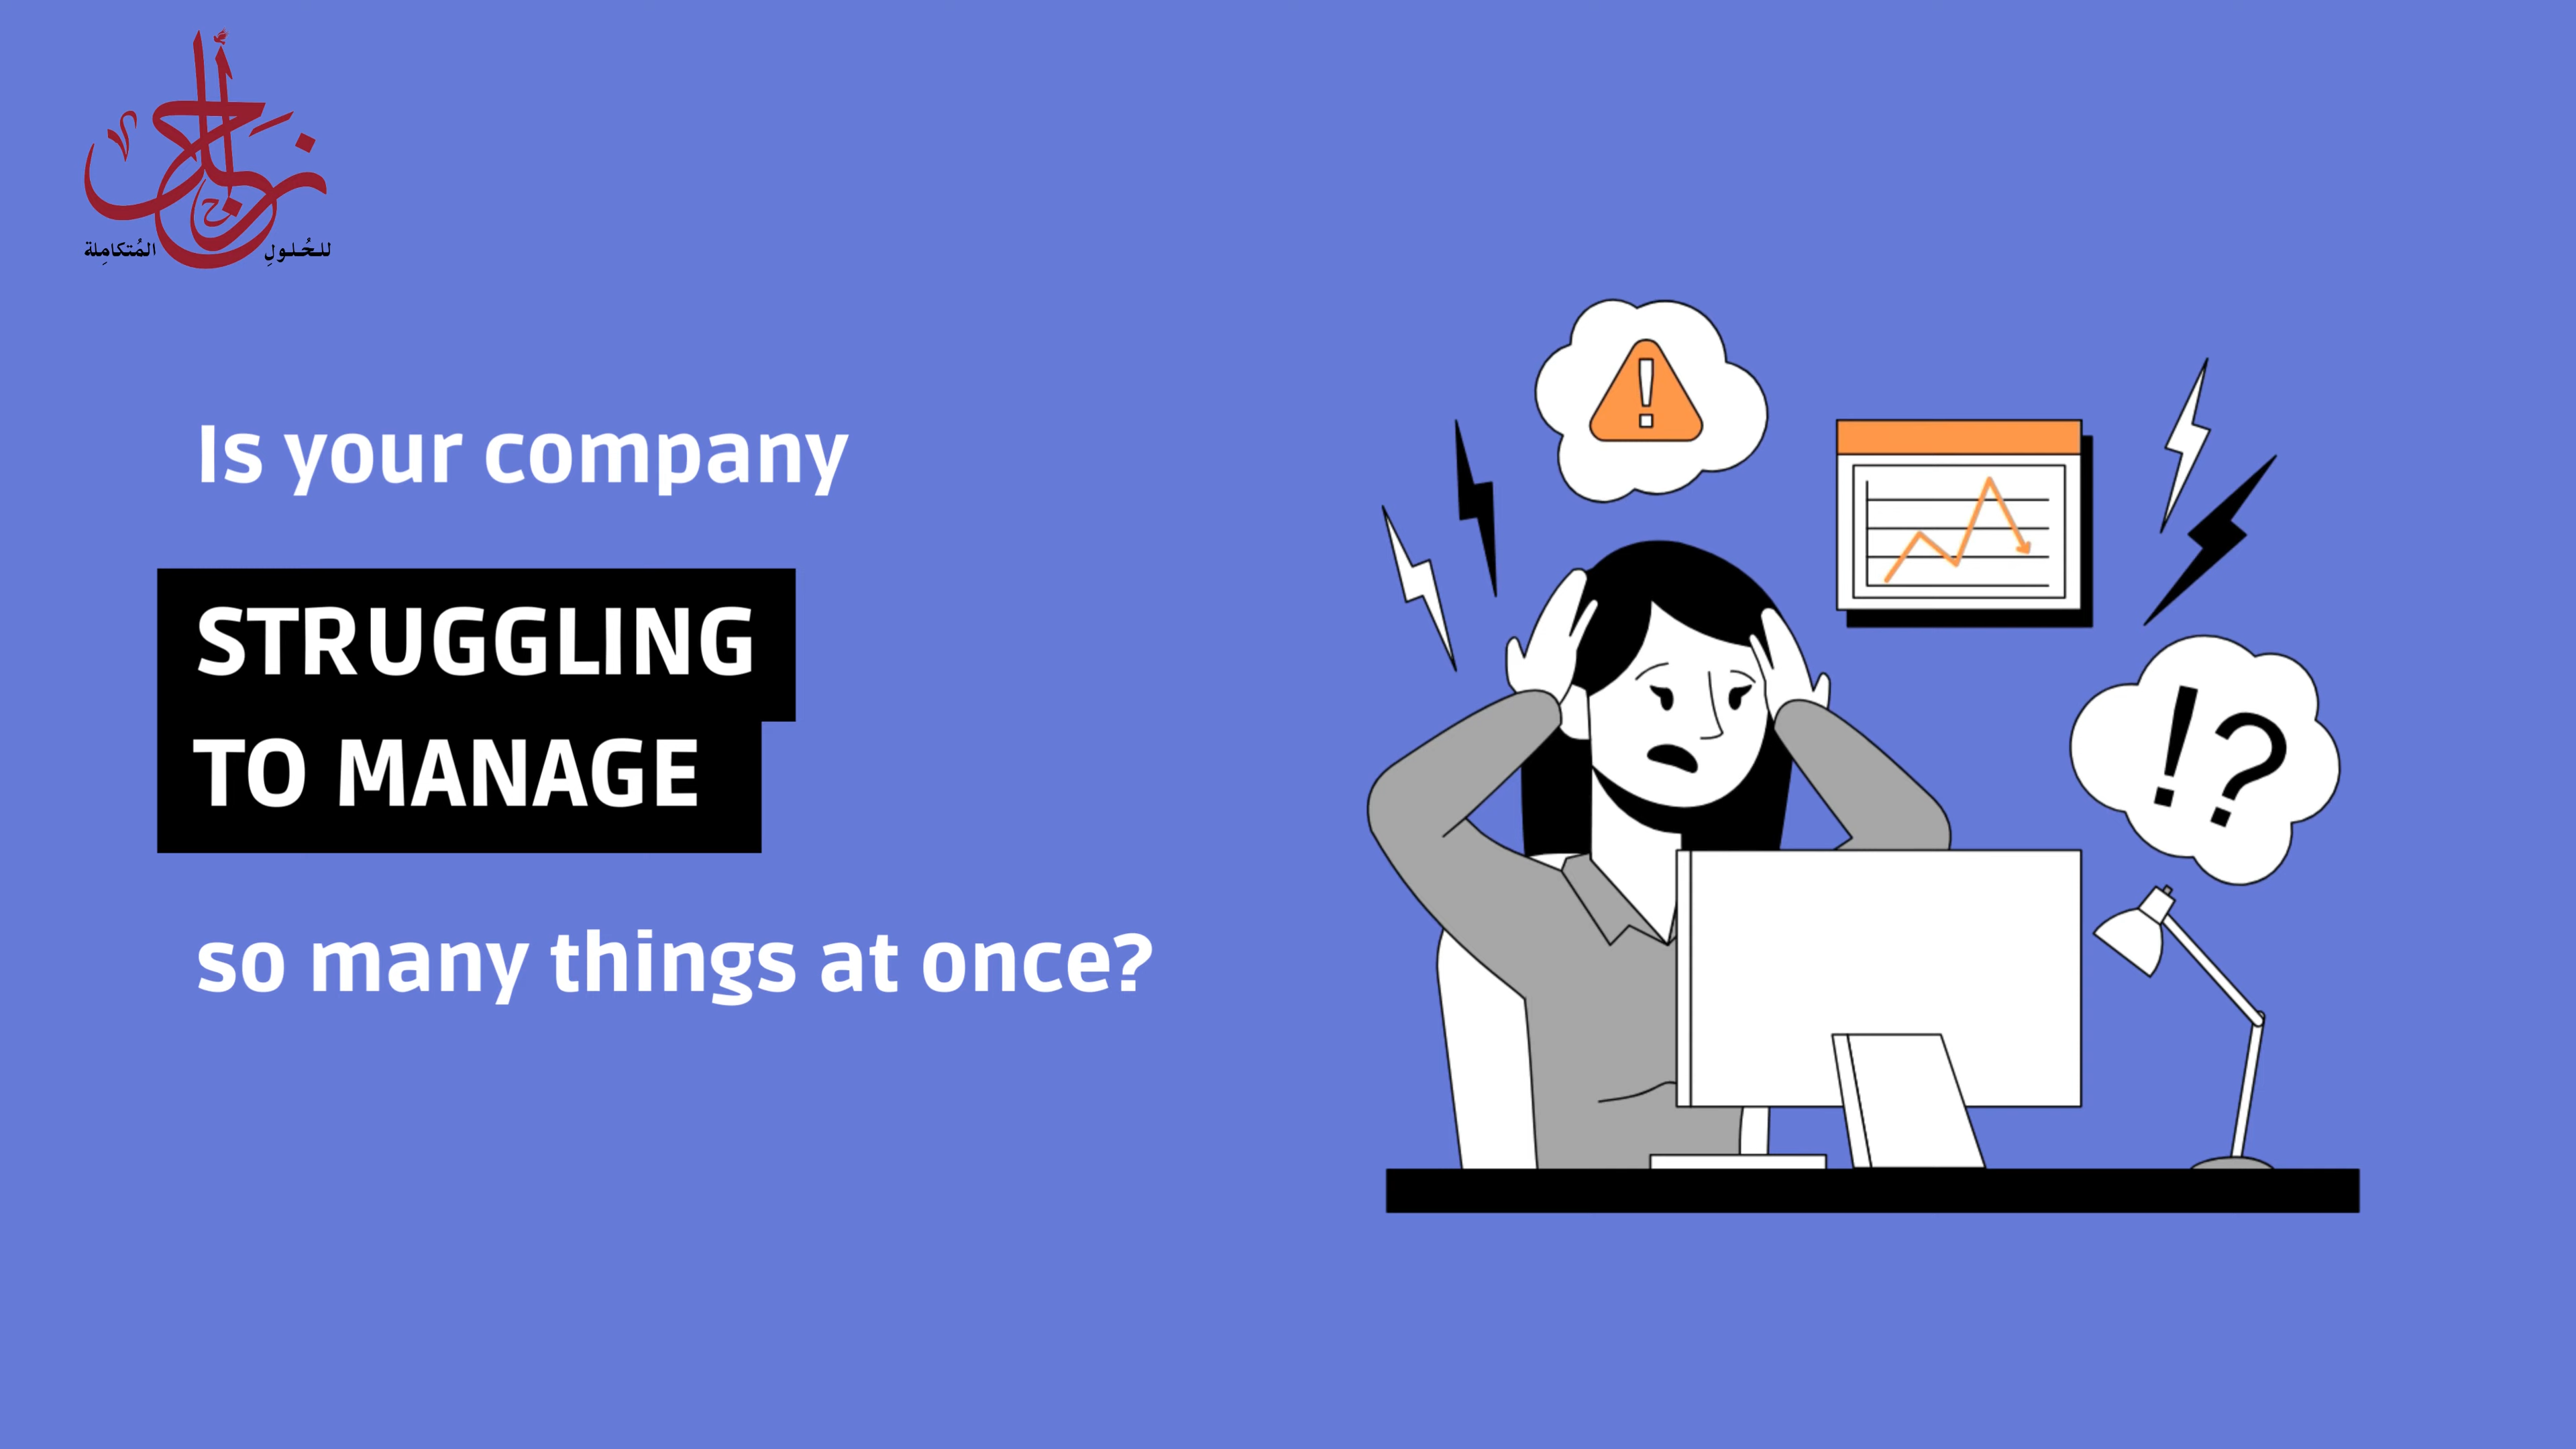 للحُلولِ المُتكامِلة
Is your company
STRUGGLING
TO MANAGE
so many things at once?
!
!?